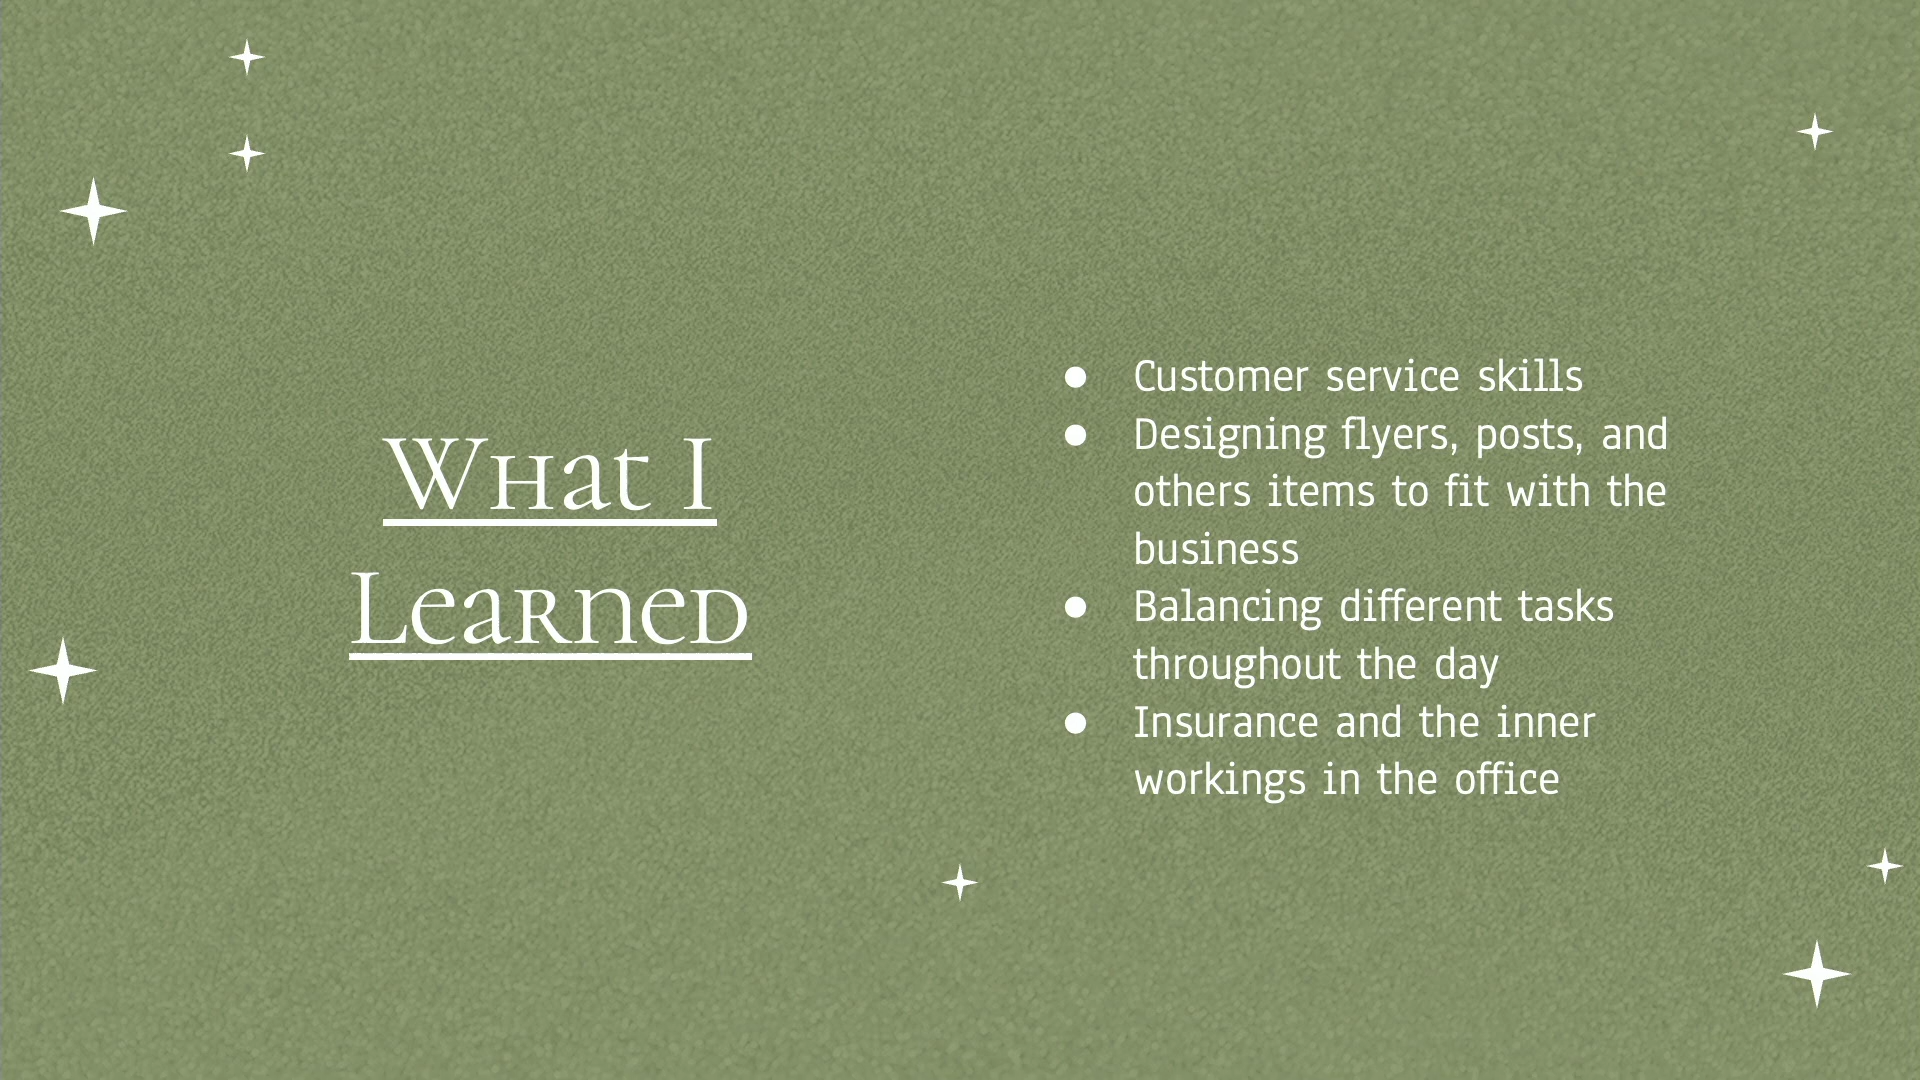 What I
Learned
● Customer service skills
● Designing flyers, posts, and
others items to fit with the
business
● Balancing different tasks
throughout the day
● Insurance and the inner
workings in the office